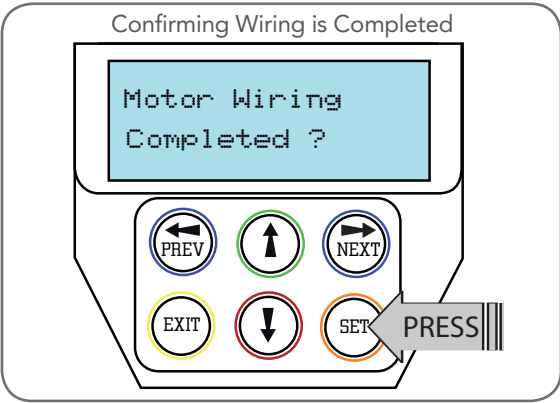 Confirming Wiring is Completed
Motor Wiring
Completed ?
PREV
NEXT
EXIT
SET
PRESS